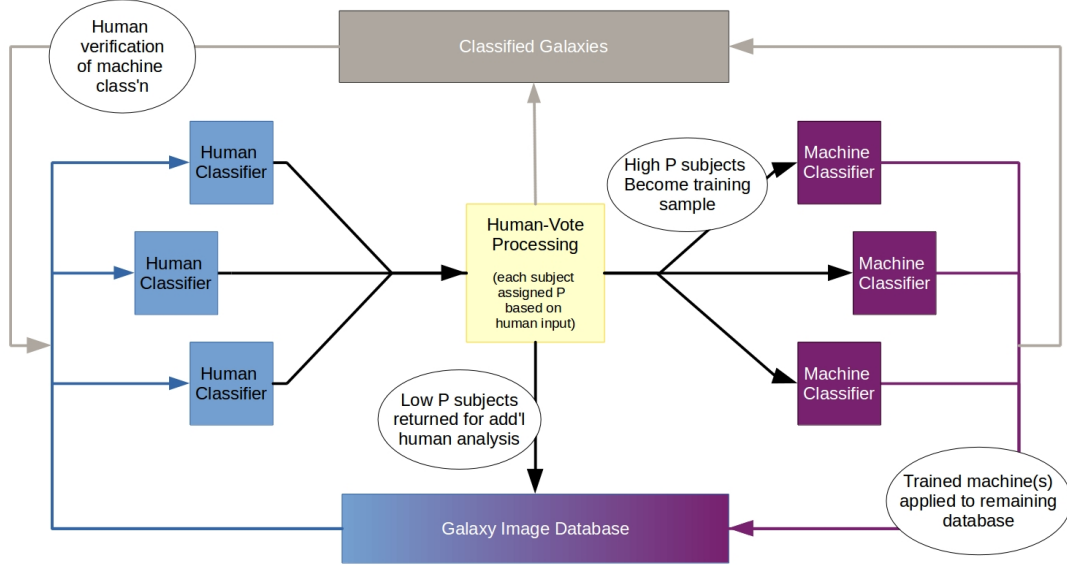 Human
verification
of machine
class'n
Classified Galaxies
Human
Classifier
High P subjects
Become training
sample
Machine
Classifier
Human
Classifier
Human-Vote
Processing
(each subject
assigned P
based on
human input)
Machine
Classifier
Human
Classifier
Machine
Classifier
Low P subjects
returned for add'l
human analysis
Galaxy Image Database
Trained machine(s)
applied to remaining
database